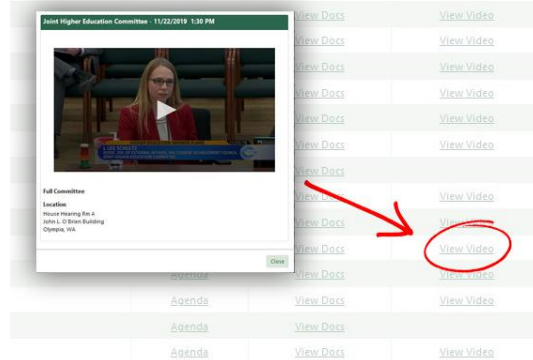 Joint Higher Education Committee - 11/22/2019 1:30 PM
Full Committee
Location
House Hearing Rm A
John L. O'Brien Building
Olympia, WA
Close
View Docs View Video
View Docs View Video
View Docs View Video
View Docs View Video
View Docs View Video
View Docs View Video
View Docs
View Docs View Video
View Docs View Video
View Docs View Video
Agenda View Docs View Video
Agenda View Docs View Video
Agenda View Docs
Agenda View Docs View Video